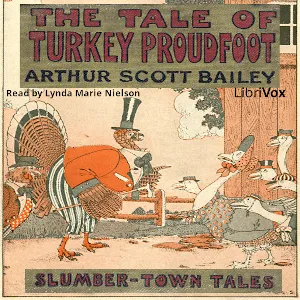 THE TALE OF
TURKEY PROUDFOOT
ARTHUR SCOTT BAILEY
Read by Lynda Marie Nielson
LibriVox
SLUMBER-TOWN TALES